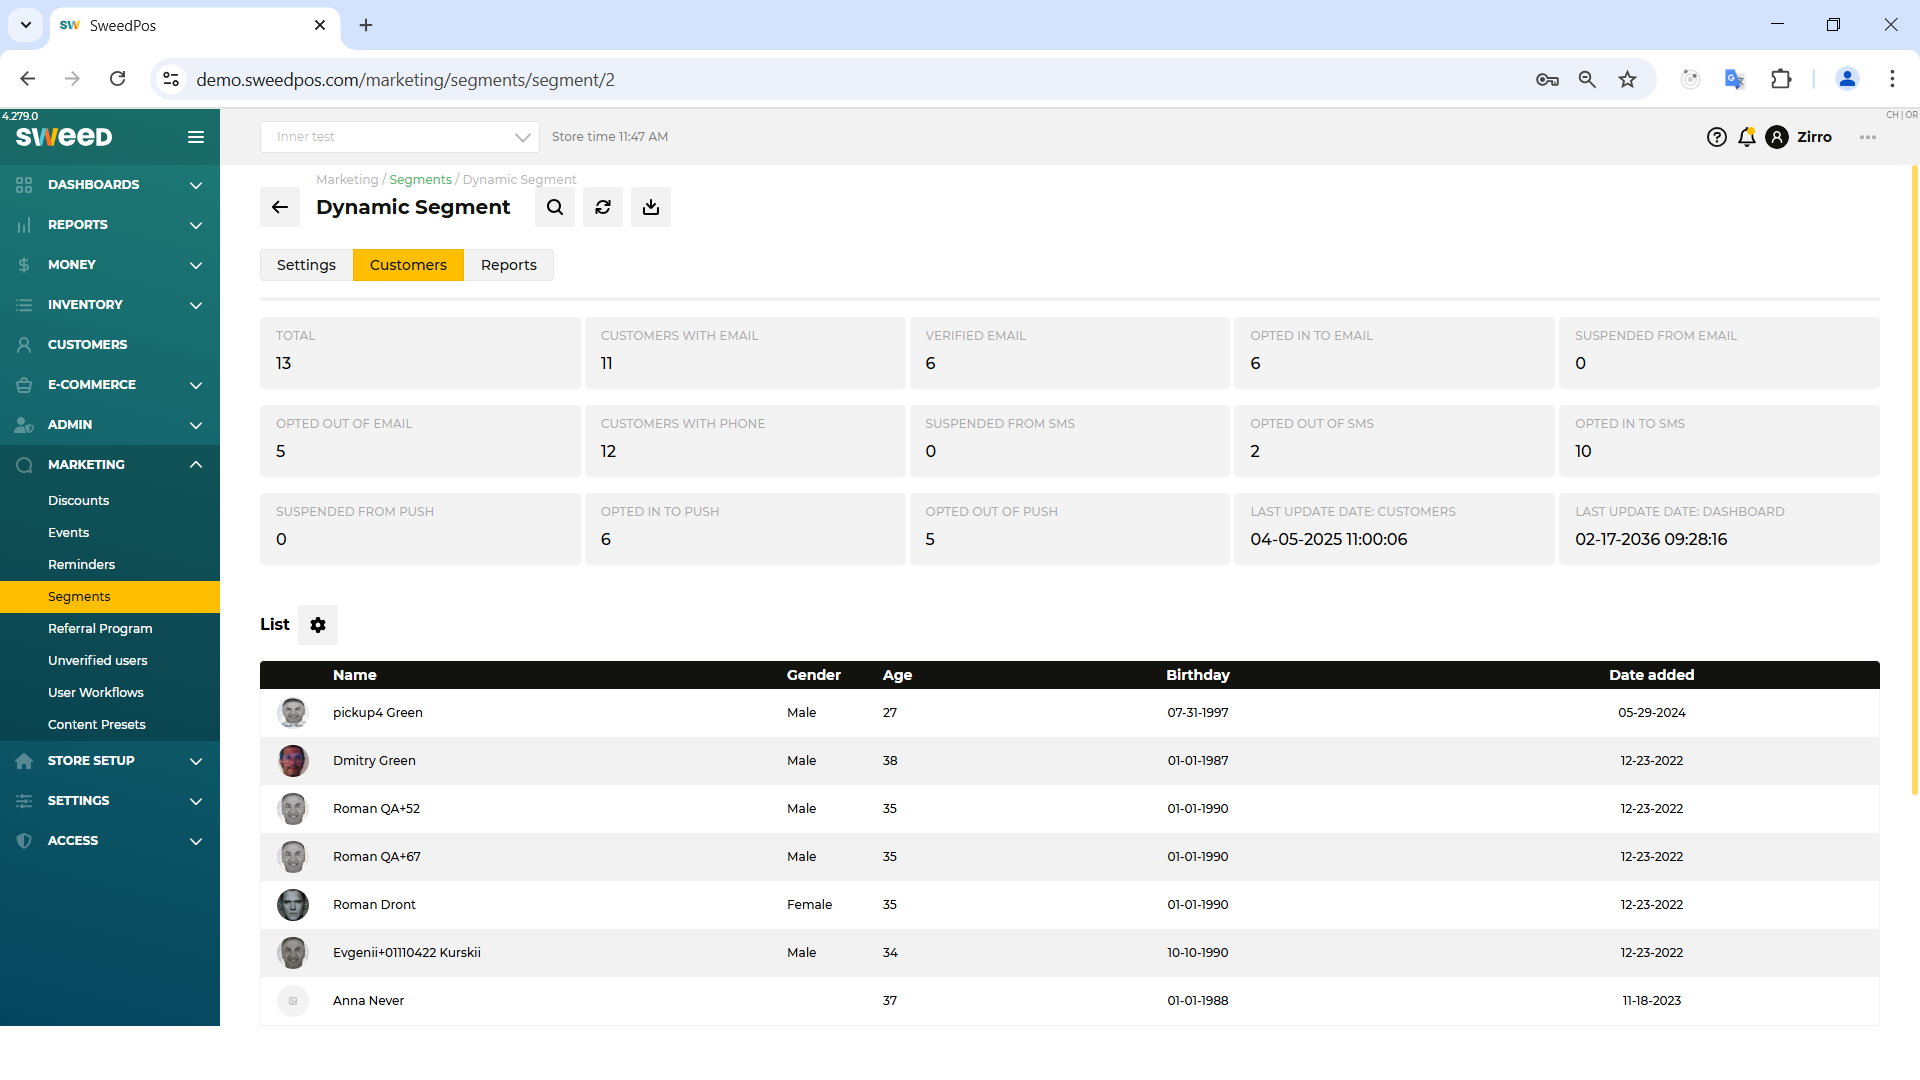 SweedPos
demo.sweedpos.com/marketing/segments/segment/2
4.279.0
SWEED
Inner test
Store time 11:47 AM
Zirro
CH | OR
DASHBOARDS
REPORTS
MONEY
INVENTORY
CUSTOMERS
E-COMMERCE
ADMIN
MARKETING
Discounts
Events
Reminders
Segments
Referral Program
Unverified users
User Workflows
Content Presets
STORE SETUP
SETTINGS
ACCESS
Marketing / Segments / Dynamic Segment
Dynamic Segment
Settings Customers Reports
TOTAL CUSTOMERS WITH EMAIL VERIFIED EMAIL OPTED IN TO EMAIL SUSPENDED FROM EMAIL
13 11 6 6 0
OPTED OUT OF EMAIL CUSTOMERS WITH PHONE SUSPENDED FROM SMS OPTED OUT OF SMS OPTED IN TO SMS
5 12 0 2 10
SUSPENDED FROM PUSH OPTED IN TO PUSH OPTED OUT OF PUSH LAST UPDATE DATE: CUSTOMERS LAST UPDATE DATE: DASHBOARD
0 6 5 04-05-2025 11:00:06 02-17-2036 09:28:16
List
Name Gender Age Birthday Date added
pickup4 Green Male 27 07-31-1997 05-29-2024
Dmitry Green Male 38 01-01-1987 12-23-2022
Roman QA+52 Male 35 01-01-1990 12-23-2022
Roman QA+67 Male 35 01-01-1990 12-23-2022
Roman Dront Female 35 01-01-1990 12-23-2022
Evgenii+01110422 Kurskii Male 34 10-10-1990 12-23-2022
Anna Never 37 01-01-1988 11-18-2023